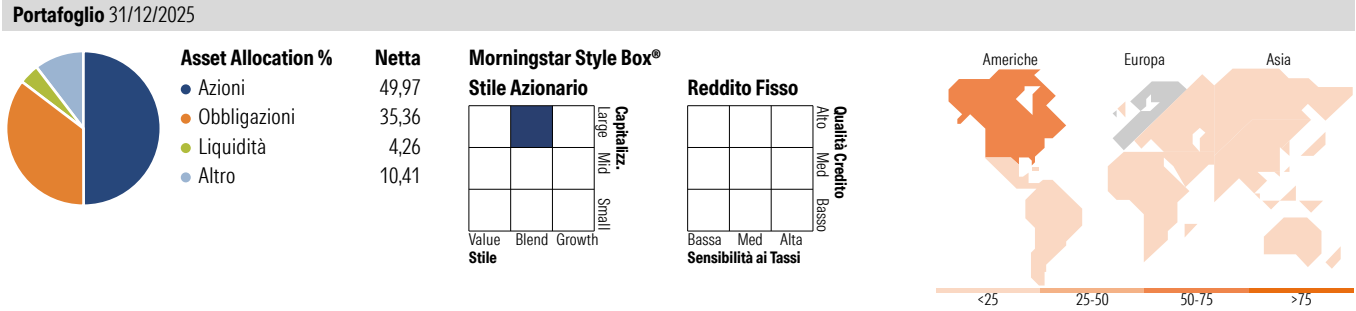 Portafoglio 31/12/2025
Asset Allocation % Netta
Azioni 49,97
Obbligazioni 35,36
Liquidità 4,26
Altro 10,41
Morningstar Style Box®
Stile Azionario
Large Mid Small
Capitalizz.
Value Blend Growth
Stile
Reddito Fisso
Alto Med Basso
Qualità Credito
Bassa Med Alta
Sensibilità ai Tassi
Americhe Europa Asia
<25 25-50 50-75 >75